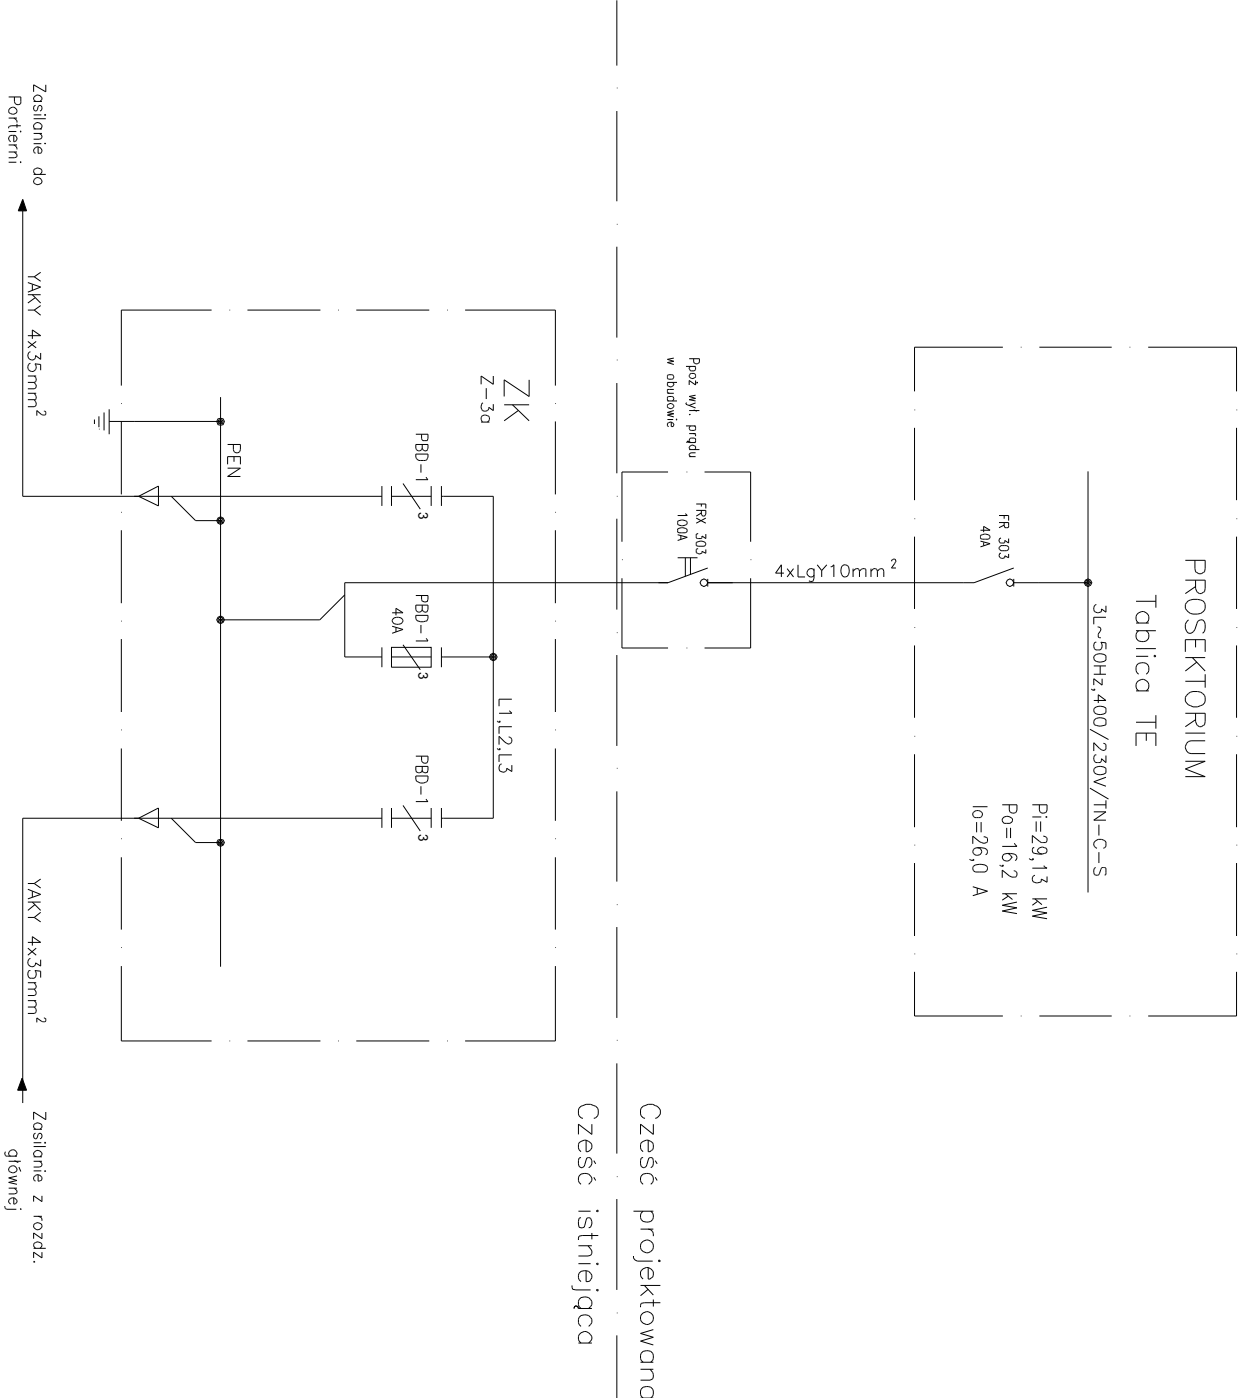 PROSEKTORIUM
Tablica TE
3L~50Hz,400/230V/TN-C-S
Pi=29,13 kW
Po=16,2 kW
Io=26,0 A
FR 303
40A
4xLgY10mm²
Ppoż wył. prądu
w obudowie
FRX 303
100A
Cześć projektowana
Cześć istniejąca
ZK
Z-3a
L1,L2,L3
PBD-1
3
PBD-1
40A
3
PBD-1
3
PEN
YAKY 4x35mm²
Zasilanie do
Portierni
YAKY 4x35mm²
Zasilanie z rozdz.
głównej